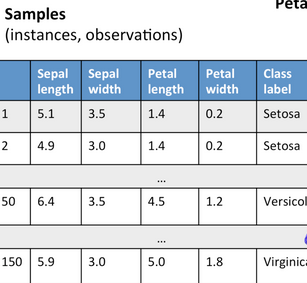 Peta
Samples
(instances, observations)
Sepal length Sepal width Petal length Petal width Class label
1 5.1 3.5 1.4 0.2 Setosa
2 4.9 3.0 1.4 0.2 Setosa
...
50 6.4 3.5 4.5 1.2 Versicol
...
150 5.9 3.0 5.0 1.8 Virginica